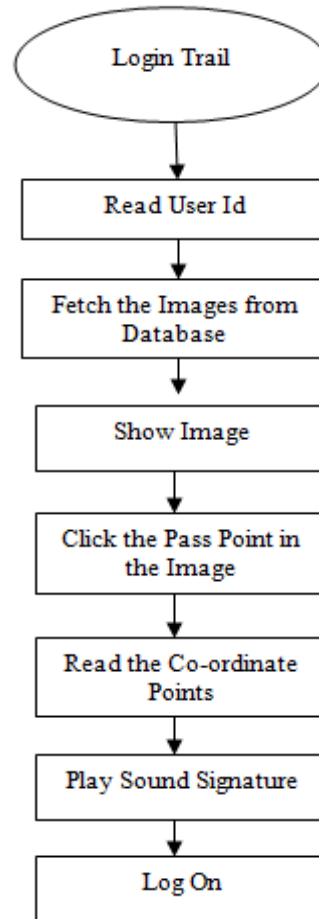 Login Trail
Read User Id
Fetch the Images from
Database
Show Image
Click the Pass Point in
the Image
Read the Co-ordinate
Points
Play Sound Signature
Log On